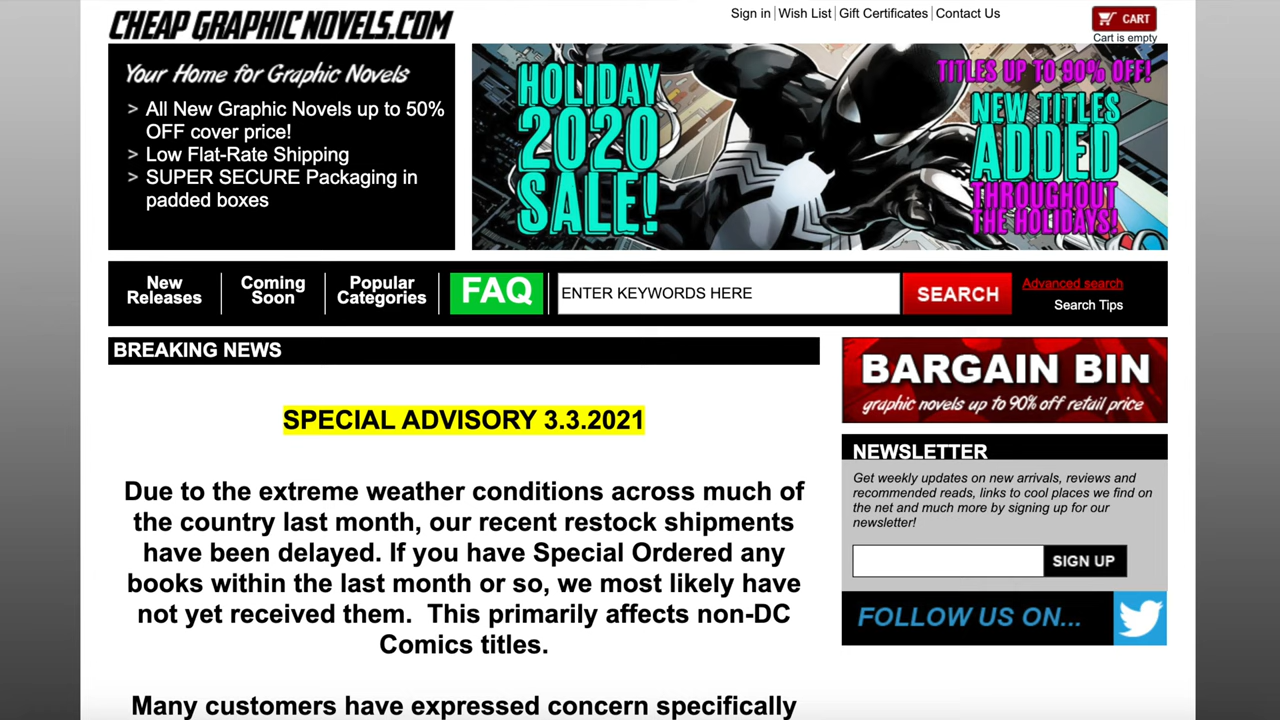 CHEAP GRAPHIC NOVELS.COM
Sign in | Wish List | Gift Certificates | Contact Us
CART
Cart is empty
Your Home for Graphic Novels
> All New Graphic Novels up to 50%
OFF cover price!
> Low Flat-Rate Shipping
> SUPER SECURE Packaging in
padded boxes
HOLIDAY
2020
SALE!
TITLES UP TO 90% OFF!
NEW TITLES
ADDED
THROUGHOUT
THE HOLIDAYS!
New
Releases
Coming
Soon
Popular
Categories
FAQ
ENTER KEYWORDS HERE
SEARCH
Advanced search
Search Tips
BREAKING NEWS
SPECIAL ADVISORY 3.3.2021
Due to the extreme weather conditions across much of
the country last month, our recent restock shipments
have been delayed. If you have Special Ordered any
books within the last month or so, we most likely have
not yet received them.  This primarily affects non-DC
Comics titles.
Many customers have expressed concern specifically
BARGAIN BIN
graphic novels up to 90% off retail price
NEWSLETTER
Get weekly updates on new arrivals, reviews and
recommended reads, links to cool places we find on
the net and much more by signing up for our
newsletter!
SIGN UP
FOLLOW US ON...